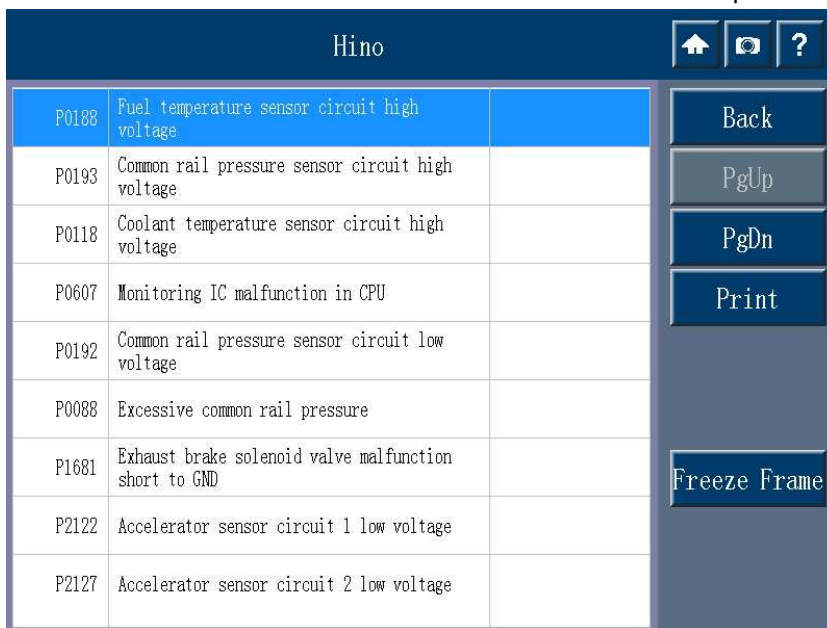 Hino
?
P0188 Fuel temperature sensor circuit high
voltage
P0193 Common rail pressure sensor circuit high
voltage
P0118 Coolant temperature sensor circuit high
voltage
P0607 Monitoring IC malfunction in CPU
P0192 Common rail pressure sensor circuit low
voltage
P0088 Excessive common rail pressure
P1681 Exhaust brake solenoid valve malfunction
short to GND
P2122 Accelerator sensor circuit 1 low voltage
P2127 Accelerator sensor circuit 2 low voltage
Back
PgUp
PgDn
Print
Freeze Frame